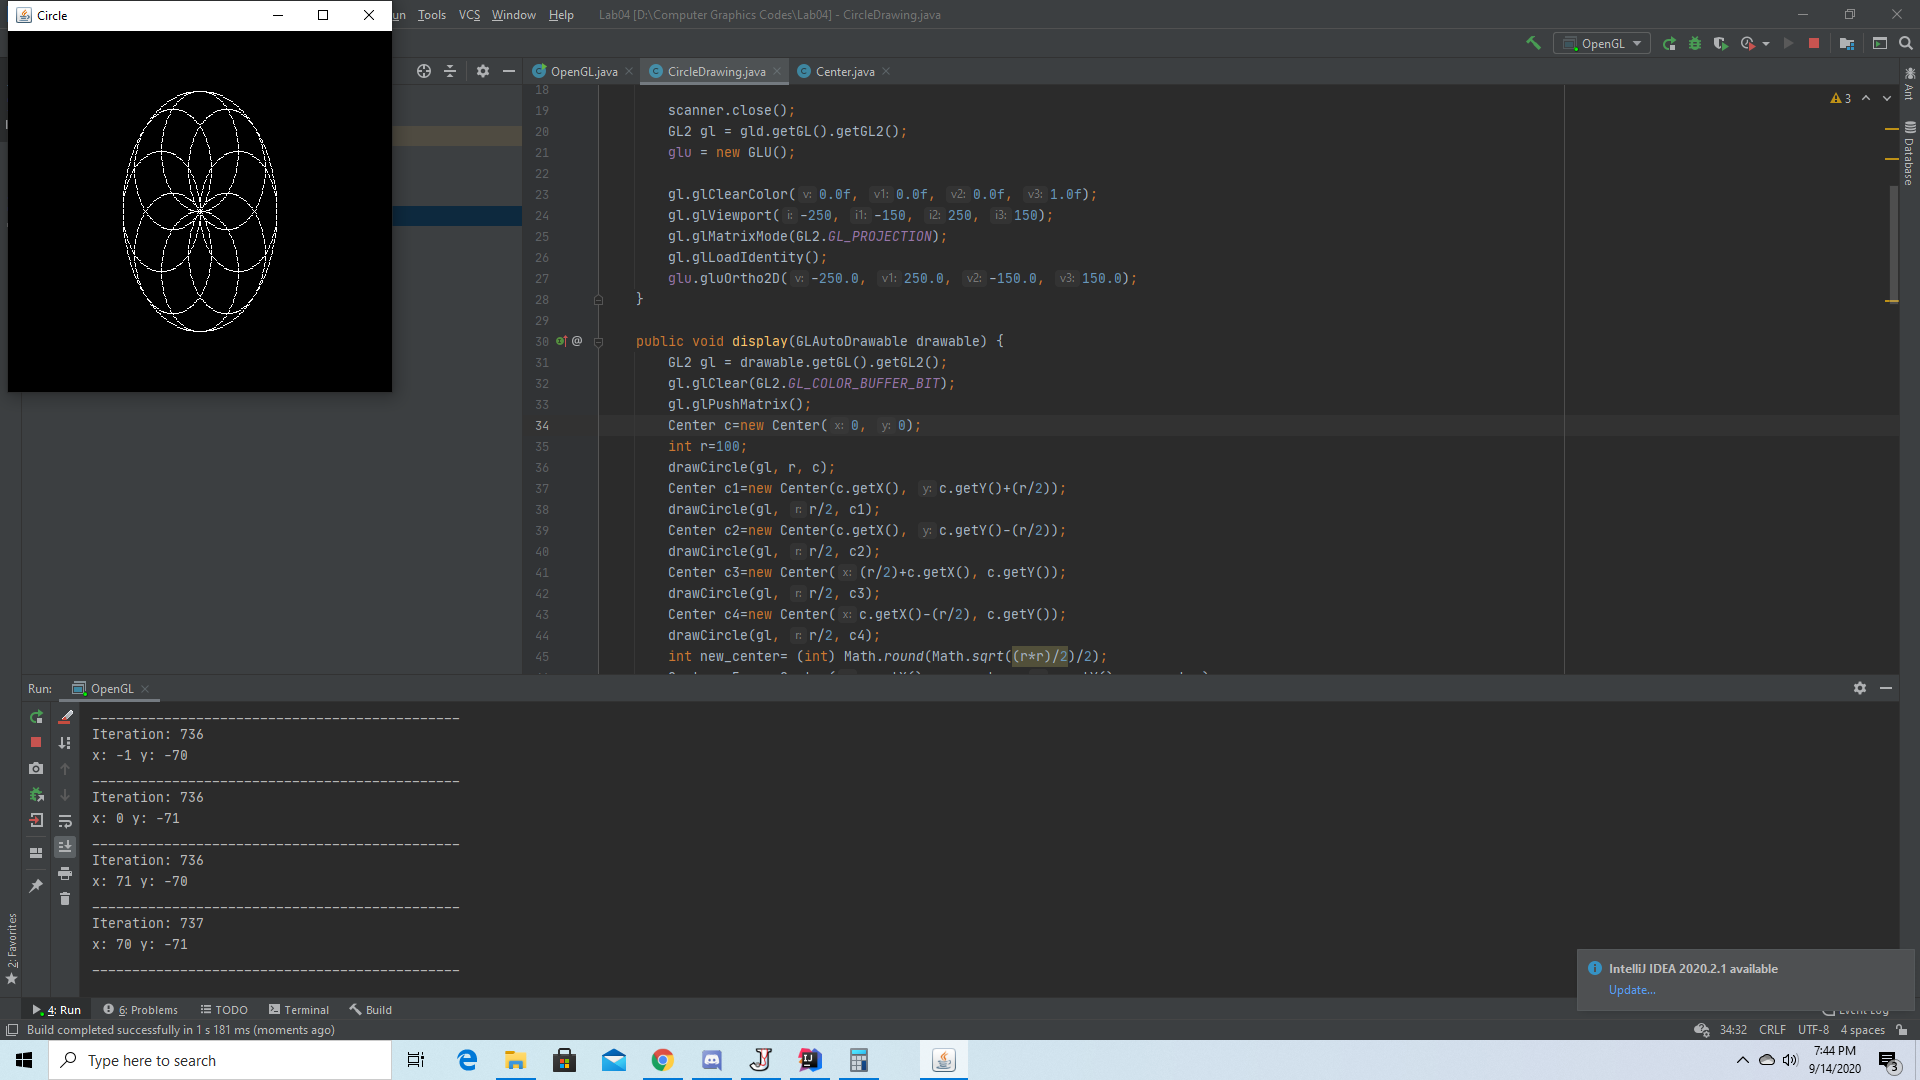 Circle
un Tools VCS Window Help Lab04 [D:\Computer Graphics Codes\Lab04] - CircleDrawing.java
OpenGL
OpenGL.java CircleDrawing.java Center.java
18
19 scanner.close();
20 GL2 gl = gld.getGL().getGL2();
21 glu = new GLU();
22
23 gl.glClearColor( v: 0.0f, v1: 0.0f, v2: 0.0f, v3: 1.0f);
24 gl.glViewport( i: -250, i1: -150, i2: 250, i3: 150);
25 gl.glMatrixMode(GL2.GL_PROJECTION);
26 gl.glLoadIdentity();
27 glu.gluOrtho2D( v: -250.0, v1: 250.0, v2: -150.0, v3: 150.0);
28 }
29
30 @ public void display(GLAutoDrawable drawable) {
31 GL2 gl = drawable.getGL().getGL2();
32 gl.glClear(GL2.GL_COLOR_BUFFER_BIT);
33 gl.glPushMatrix();
34 Center c=new Center( x: 0, y: 0);
35 int r=100;
36 drawCircle(gl, r, c);
37 Center c1=new Center(c.getX(), y: c.getY()+(r/2));
38 drawCircle(gl, r: r/2, c1);
39 Center c2=new Center(c.getX(), y: c.getY()-(r/2));
40 drawCircle(gl, r: r/2, c2);
41 Center c3=new Center( x: (r/2)+c.getX(), c.getY());
42 drawCircle(gl, r: r/2, c3);
43 Center c4=new Center( x: c.getX()-(r/2), c.getY());
44 drawCircle(gl, r: r/2, c4);
45 int new_center= (int) Math.round(Math.sqrt((r*r)/2)/2);
3
Ant
Database
Run: OpenGL
----------------------------------------------
Iteration: 736
x: -1 y: -70
----------------------------------------------
Iteration: 736
x: 0 y: -71
----------------------------------------------
Iteration: 736
x: 71 y: -70
----------------------------------------------
Iteration: 737
x: 70 y: -71
----------------------------------------------
2: Favorites
IntelliJ IDEA 2020.2.1 available
Update...
4: Run 6: Problems TODO Terminal Build Event Log
Build completed successfully in 1 s 181 ms (moments ago) 34:32 CRLF UTF-8 4 spaces
Type here to search
7:44 PM
9/14/2020
3